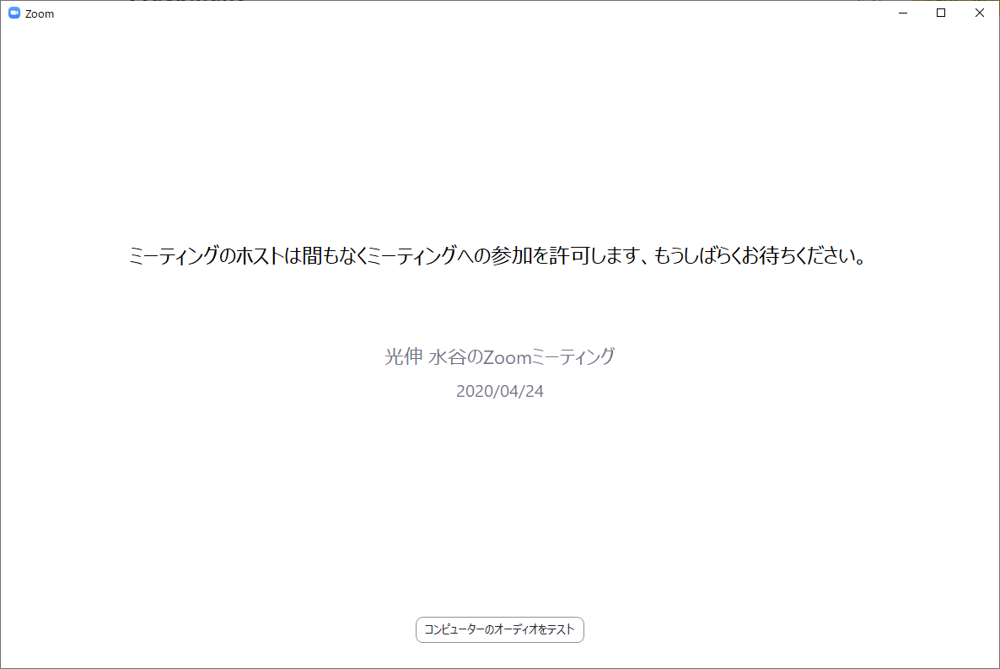 Zoom
ミーティングのホストは間もなくミーティングへの参加を許可します、もうしばらくお待ちください。
光伸 水谷のZoomミーティング
2020/04/24
コンピューターのオーディオをテスト